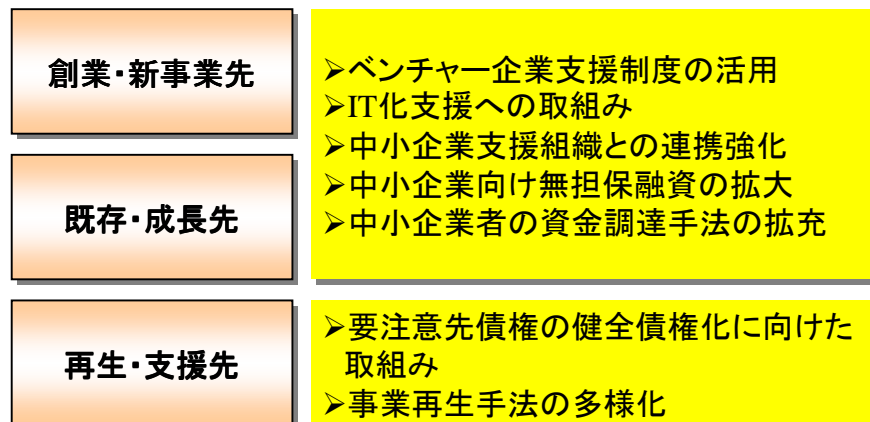 創業・新事業先
➢ベンチャー企業支援制度の活用
➢IT化支援への取組み
➢中小企業支援組織との連携強化
➢中小企業向け無担保融資の拡大
➢中小企業者の資金調達手法の拡充
既存・成長先
再生・支援先
➢要注意先債権の健全債権化に向けた
取組み
➢事業再生手法の多様化